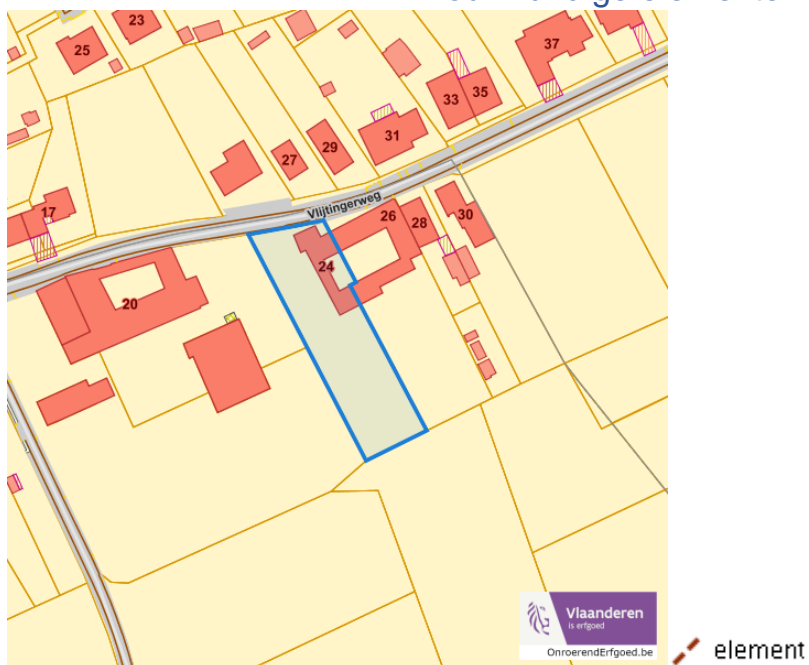 23
25
37
33
35
31
29
27
Vlijtingerweg
17
26
28
30
24
20
Vlaanderen
is erfgoed
OnroerendErfgoed.be
element